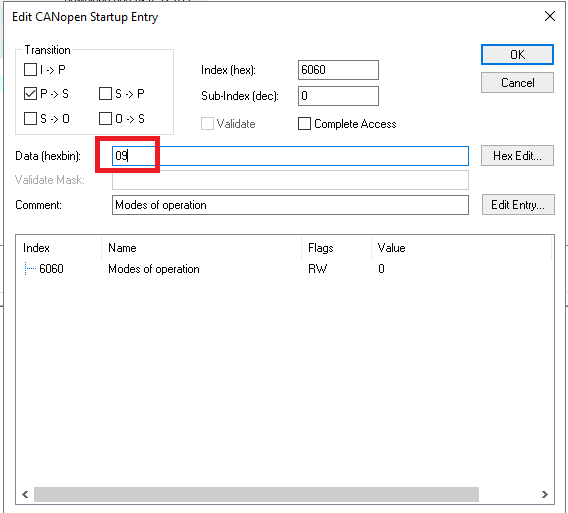 Edit CANopen Startup Entry
Transition
I -> P
P -> S
S -> P
S -> O
O -> S
Index (hex):
6060
Sub-Index (dec):
0
Validate
Complete Access
OK
Cancel
Data (hexbin):
09
Hex Edit...
Validate Mask:
Comment:
Modes of operation
Edit Entry...
Index Name Flags Value
6060 Modes of operation RW 0